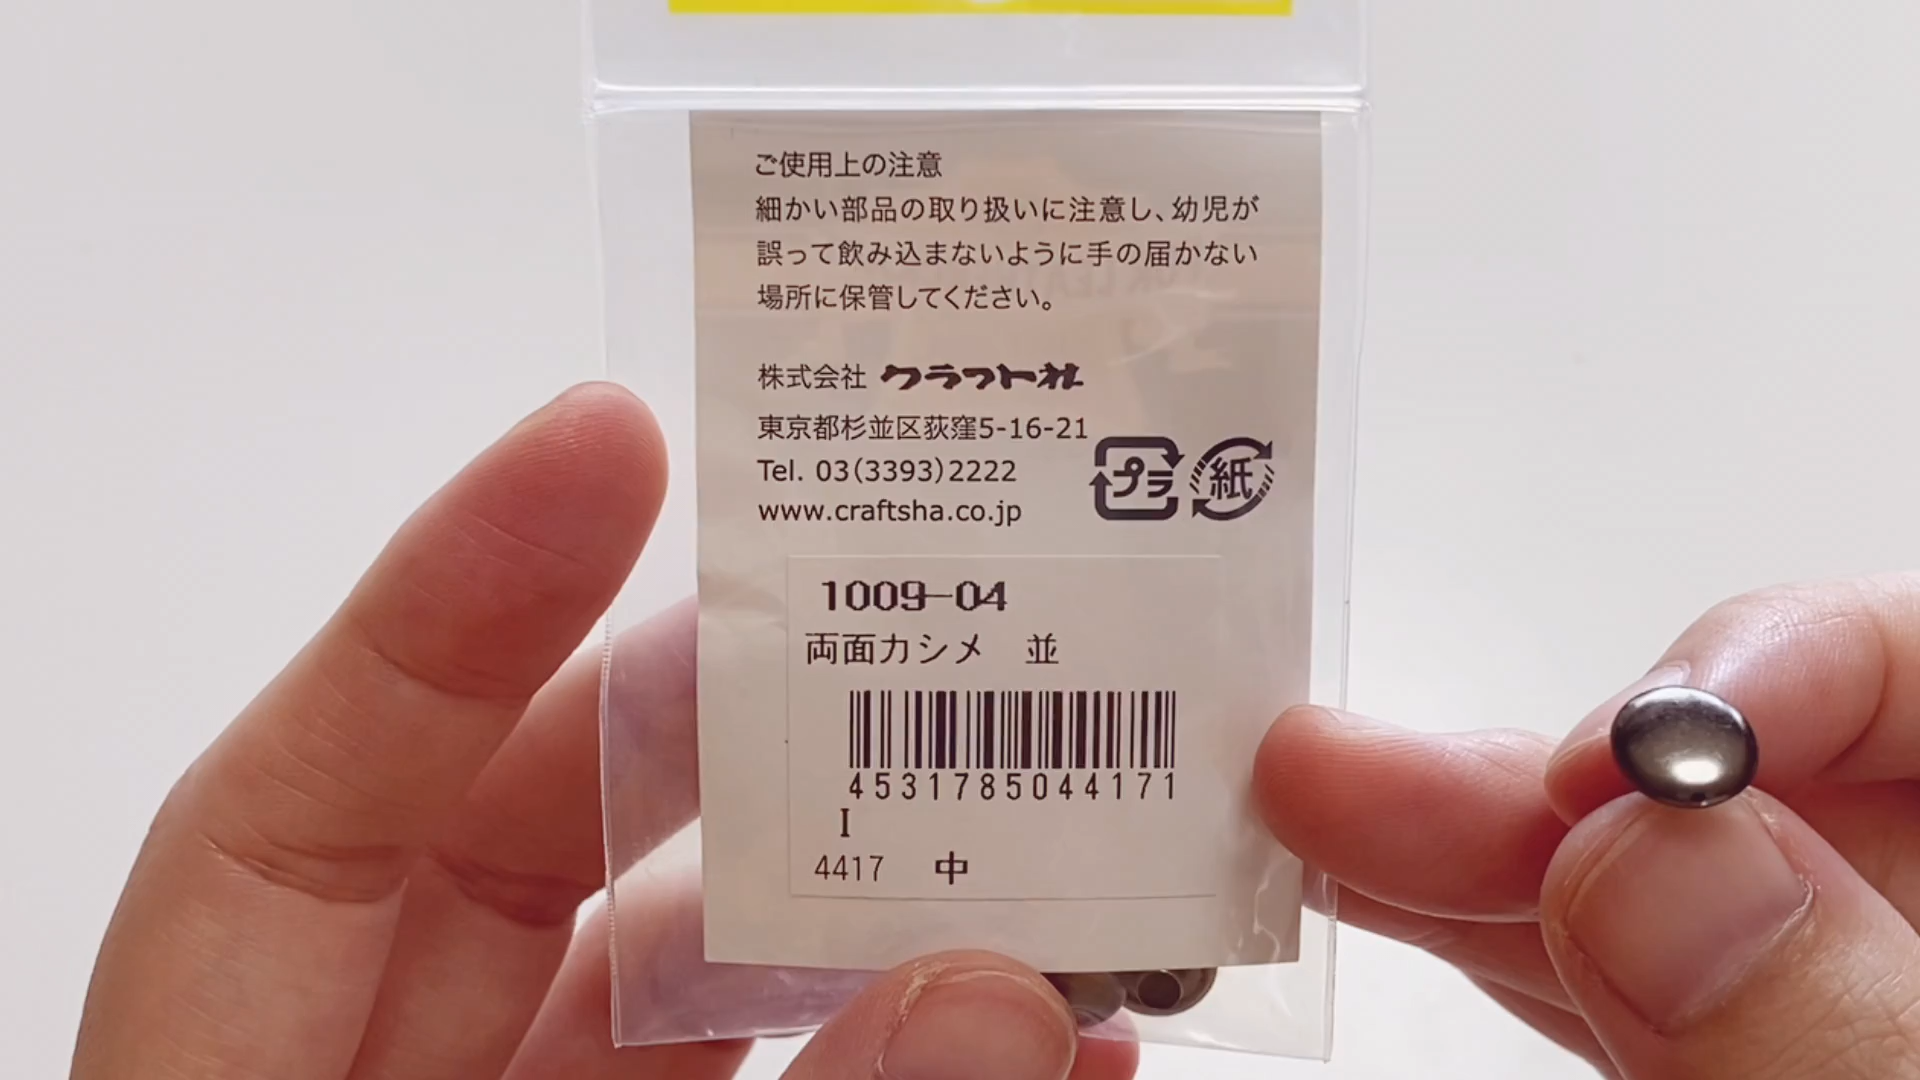 ご使用上の注意
細かい部品の取り扱いに注意し、幼児が
誤って飲み込まないように手の届かない
場所に保管してください。
株式会社 クラフト社
東京都杉並区荻窪5-16-21
Tel. 03(3393)2222
www.craftsha.co.jp
プラ 紙
1009-04
両面カシメ 並
4531785044171
I
4417 中